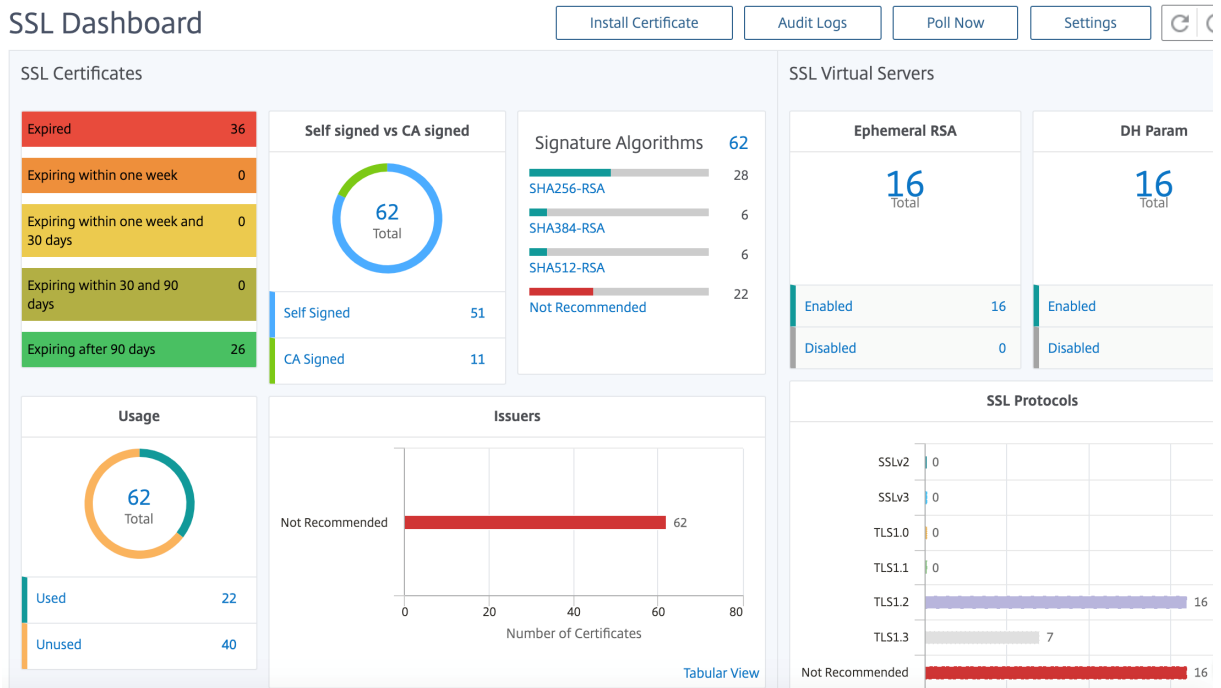 SSL Dashboard
Install Certificate
Audit Logs
Poll Now
Settings
SSL Certificates
Expired 36
Expiring within one week 0
Expiring within one week and 0
30 days
Expiring within 30 and 90 0
days
Expiring after 90 days 26
Self signed vs CA signed
62
Total
Self Signed 51
CA Signed 11
Signature Algorithms 62
28
SHA256-RSA
6
SHA384-RSA
6
SHA512-RSA
22
Not Recommended
Usage
62
Total
Used 22
Unused 40
Issuers
Not Recommended 62
0 20 40 60 80
Number of Certificates
Tabular View
SSL Virtual Servers
Ephemeral RSA
16
Total
Enabled 16
Disabled 0
DH Param
16
Total
Enabled
Disabled
SSL Protocols
SSLv2 0
SSLv3 0
TLS1.0 0
TLS1.1 0
TLS1.2 16
TLS1.3 7
Not Recommended 16